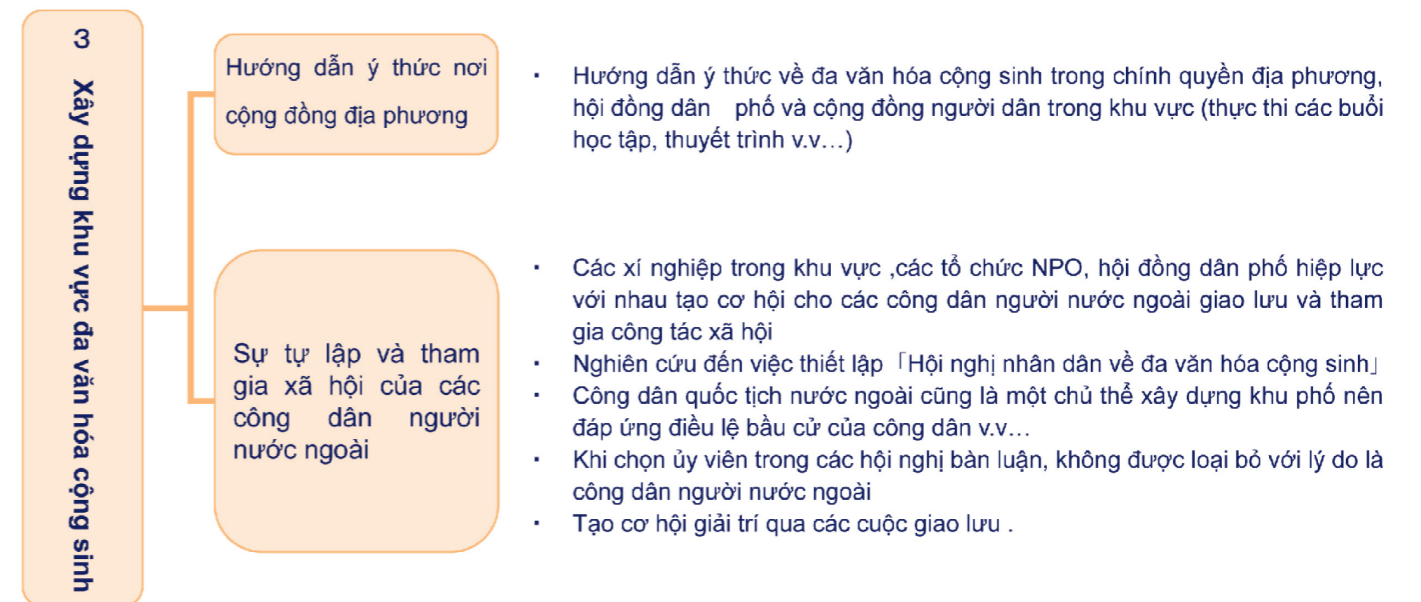 3 Xây dựng khu vực đa văn hóa cộng sinh
Hướng dẫn ý thức nơi
cộng đồng địa phương
・ Hướng dẫn ý thức về đa văn hóa cộng sinh trong chính quyền địa phương,
hội đồng dân phố và cộng đồng người dân trong khu vực (thực thi các buổi
học tập, thuyết trình v.v…)
Sự tự lập và tham
gia xã hội của các
công dân người
nước ngoài
・ Các xí nghiệp trong khu vực ,các tổ chức NPO, hội đồng dân phố hiệp lực
với nhau tạo cơ hội cho các công dân người nước ngoài giao lưu và tham
gia công tác xã hội
・ Nghiên cứu đến việc thiết lập「Hội nghị nhân dân về đa văn hóa cộng sinh」
・ Công dân quốc tịch nước ngoài cũng là một chủ thể xây dựng khu phố nên
đáp ứng điều lệ bầu cử của công dân v.v…
・ Khi chọn ủy viên trong các hội nghị bàn luận, không được loại bỏ với lý do là
công dân người nước ngoài
・ Tạo cơ hội giải trí qua các cuộc giao lưu .